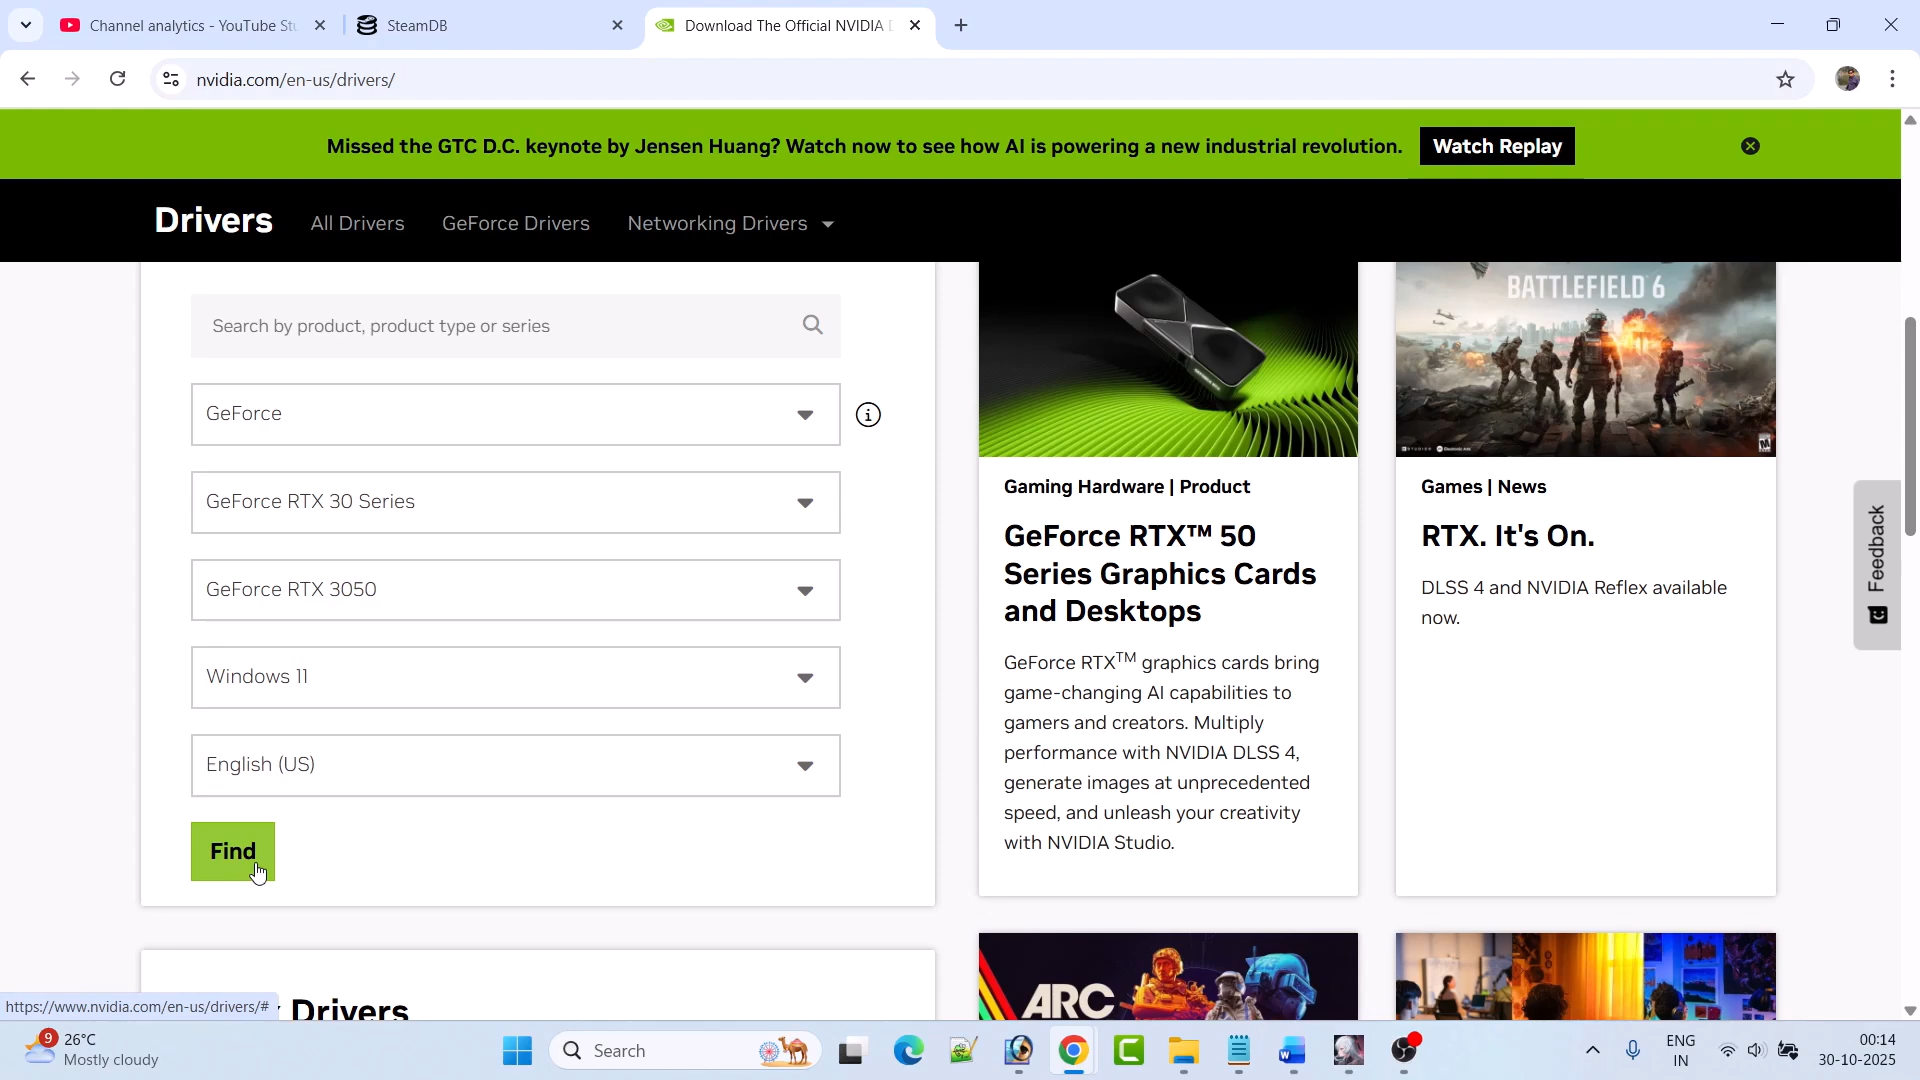 Channel analytics - YouTube Stu
SteamDB
Download The Official NVIDIA D
nvidia.com/en-us/drivers/
Missed the GTC D.C. keynote by Jensen Huang? Watch now to see how AI is powering a new industrial revolution.
Watch Replay
Drivers
All Drivers
GeForce Drivers
Networking Drivers
Search by product, product type or series
GeForce
GeForce RTX 30 Series
GeForce RTX 3050
Windows 11
English (US)
Find
Gaming Hardware | Product
GeForce RTX™ 50
Series Graphics Cards
and Desktops
GeForce RTX™ graphics cards bring
game-changing AI capabilities to
gamers and creators. Multiply
performance with NVIDIA DLSS 4,
generate images at unprecedented
speed, and unleash your creativity
with NVIDIA Studio.
BATTLEFIELD 6
Games | News
RTX. It's On.
DLSS 4 and NVIDIA Reflex available
now.
Feedback
Drivers
ARC
https://www.nvidia.com/en-us/drivers/#
9
26°C
Mostly cloudy
Search
ENG
IN
00:14
30-10-2025